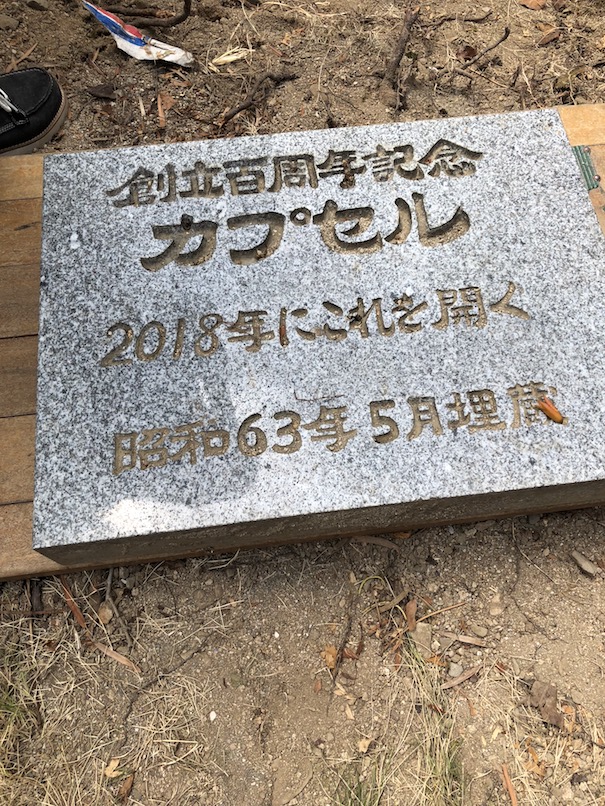 創立百周年記念
カプセル
2018年にこれを開く
昭和63年5月埋蔵